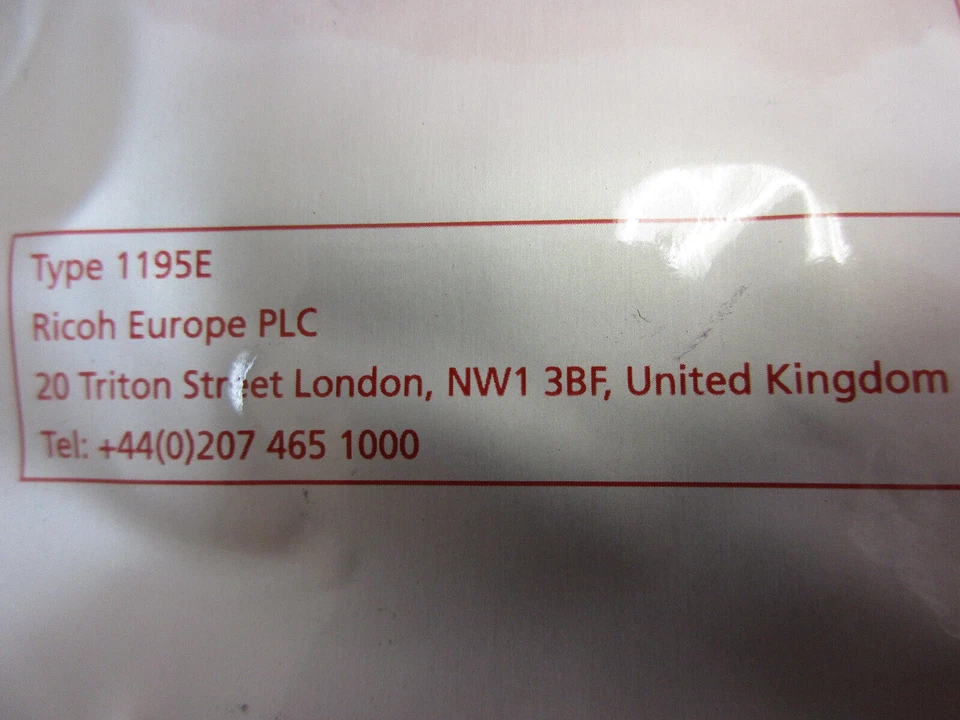 Type 1195E
Ricoh Europe PLC
20 Triton Street London, NW1 3BF, United Kingdom
Tel: +44(0)207 465 1000